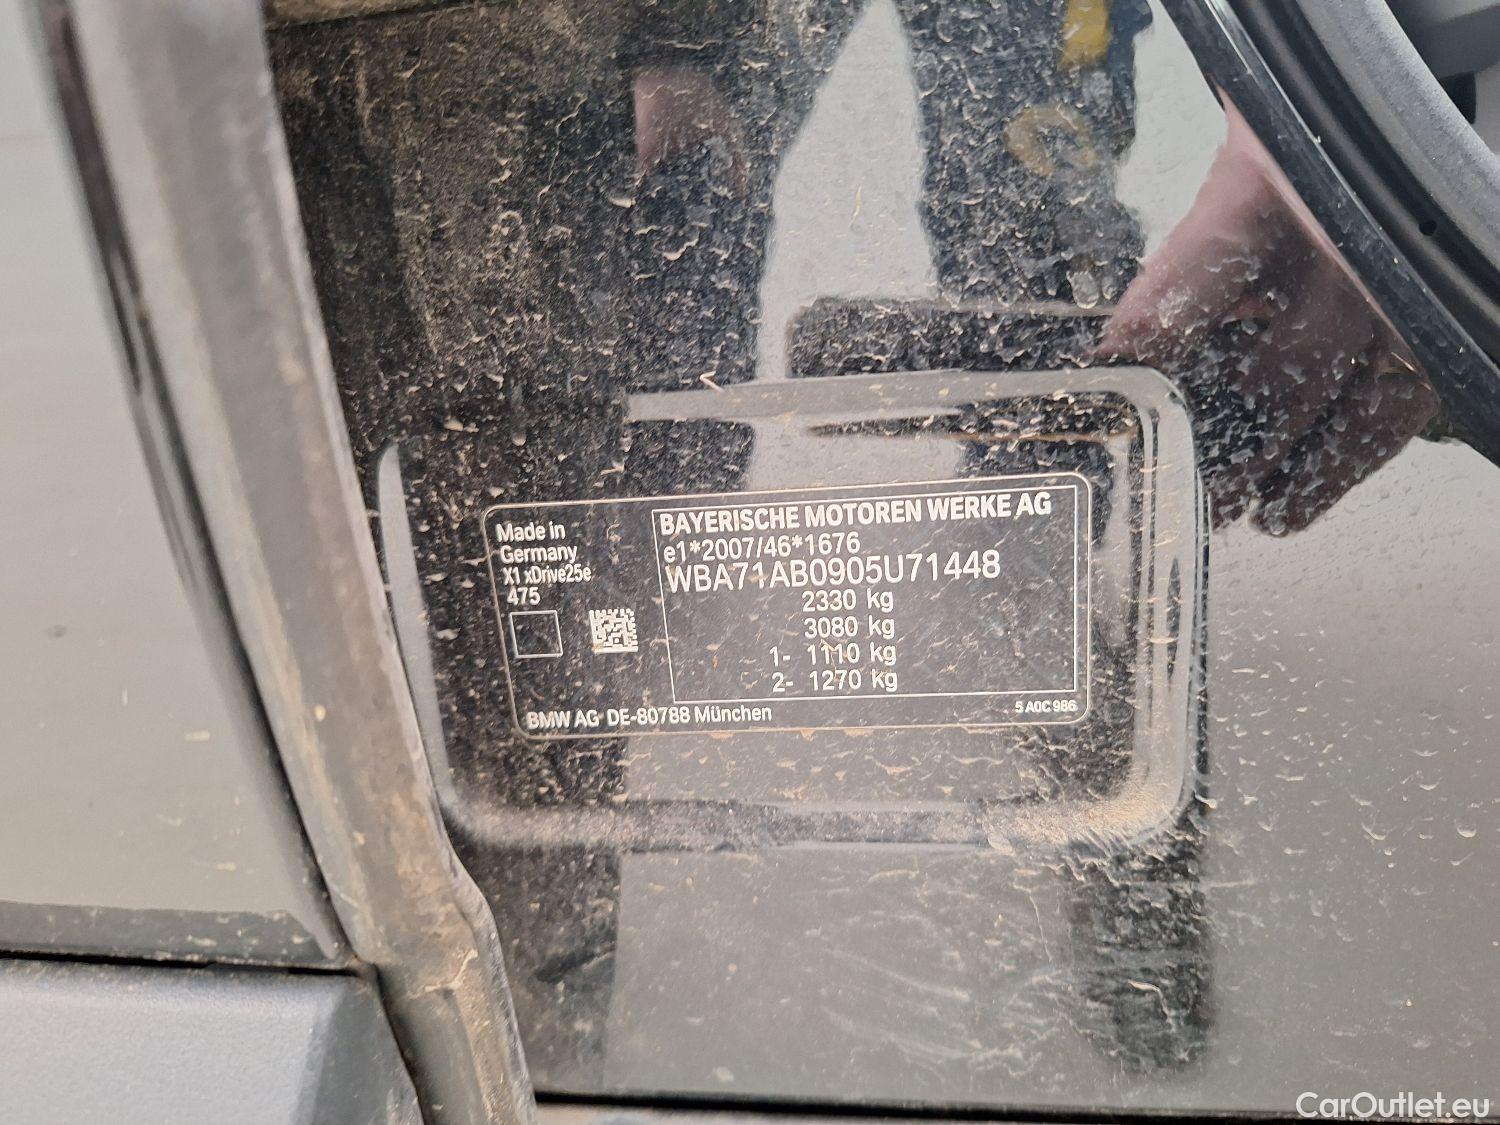 Made in
Germany
X1 xDrive25e
475
BAYERISCHE MOTOREN WERKE AG
e1*2007/46*1676
WBA71AB0905U71448
2330 kg
3080 kg
1- 1110 kg
2- 1270 kg
BMW AG DE-80788 München
5 A0C 986
CarOutlet.eu